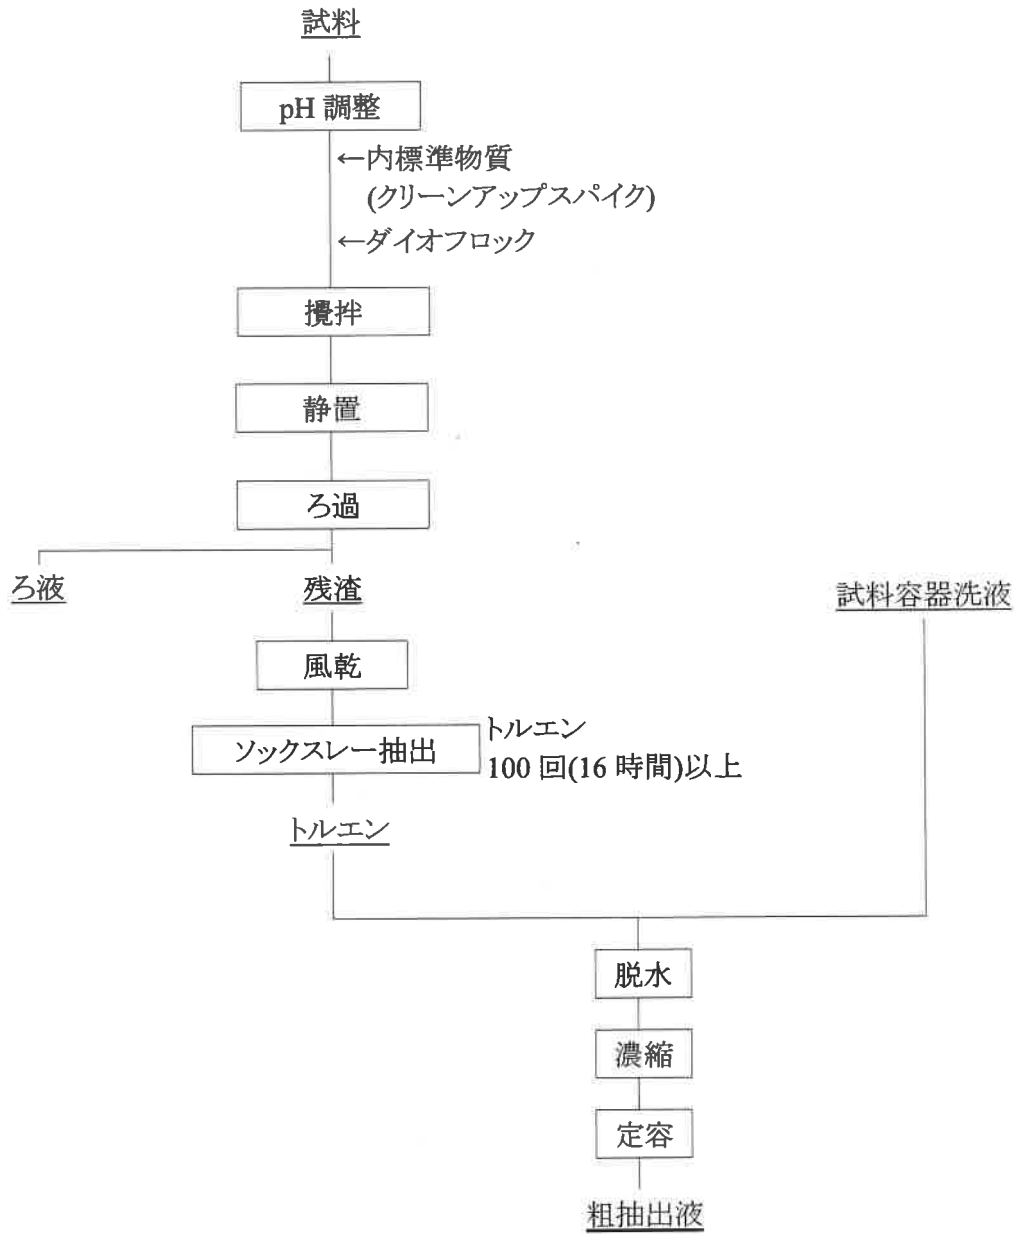 試料
pH 調整
←内標準物質
(クリーンアップスパイク)
←ダイオフロック
攪拌
静置
ろ過
ろ液
残渣
試料容器洗液
風乾
ソックスレー抽出
トルエン
100 回(16 時間)以上
トルエン
脱水
濃縮
定容
粗抽出液